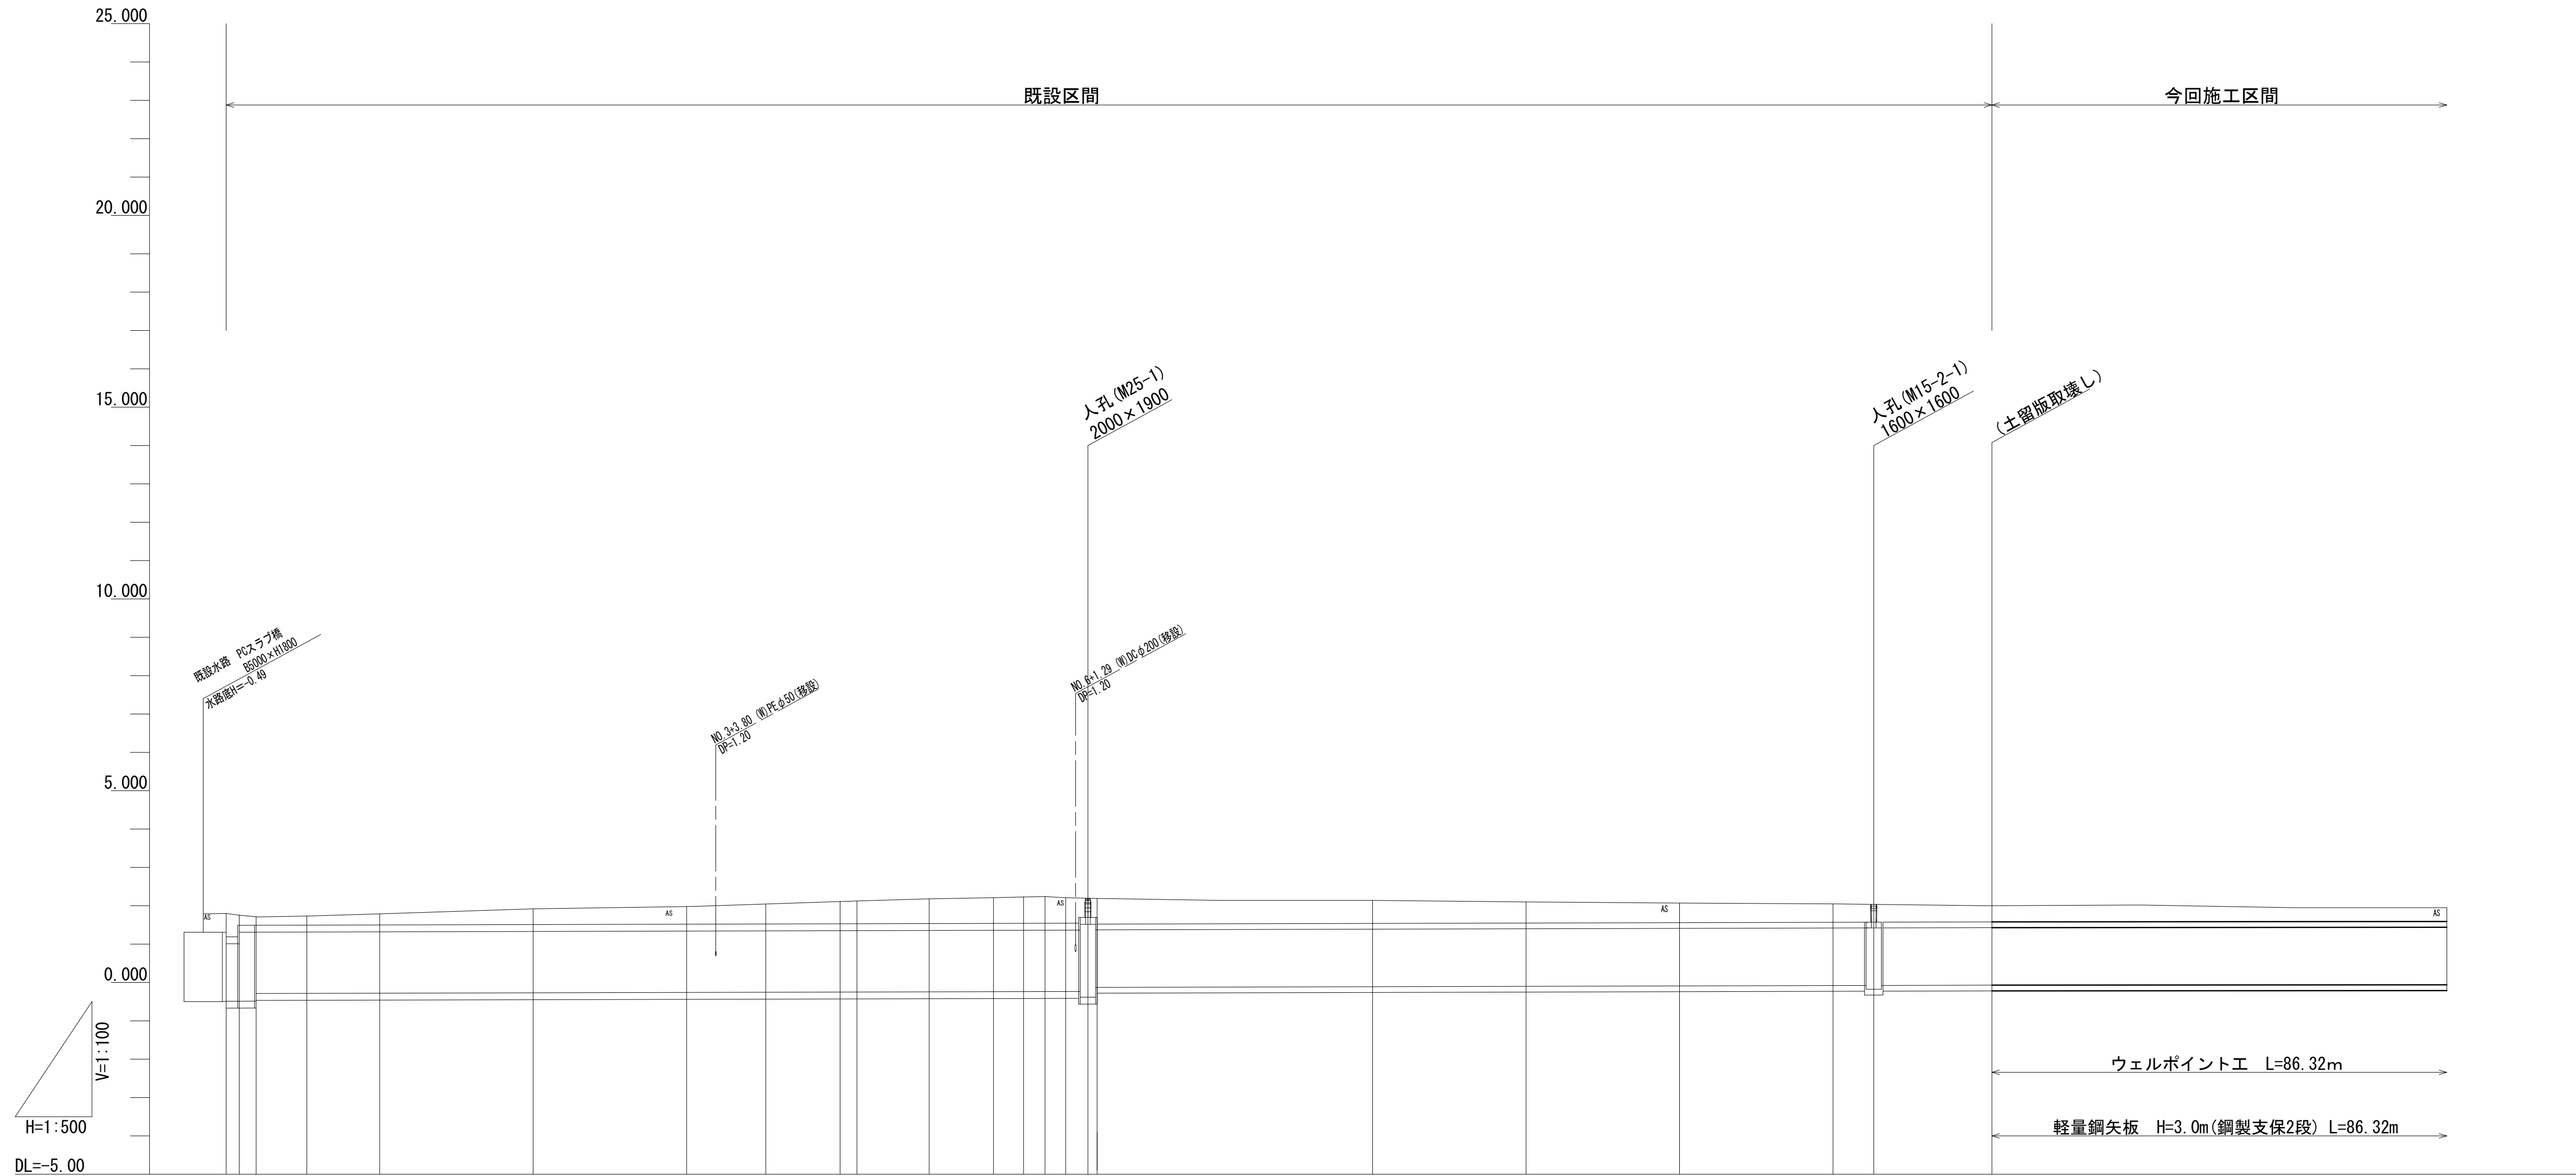 25.000
既設区間
今回施工区間
20.000
15.000
人孔(M25-1)
2000×1900
人孔(M15-2-1)
1600×1600
(土留版取壊し)
10.000
既設水路　PCスラブ橋
B5000×H1800
水路底H=-0.49
NO.3+3.80 (W)PEφ50(移設)
DP=1.20
NO.6+1.29 (W)DCφ200(移設)
DP=1.20
5.000
AS
AS
AS
AS
AS
0.000
V=1:100
H=1:500
ウェルポイント工　L=86.32m
軽量鋼矢板　H=3.0m(鋼製支保2段) L=86.32m
DL=-5.00